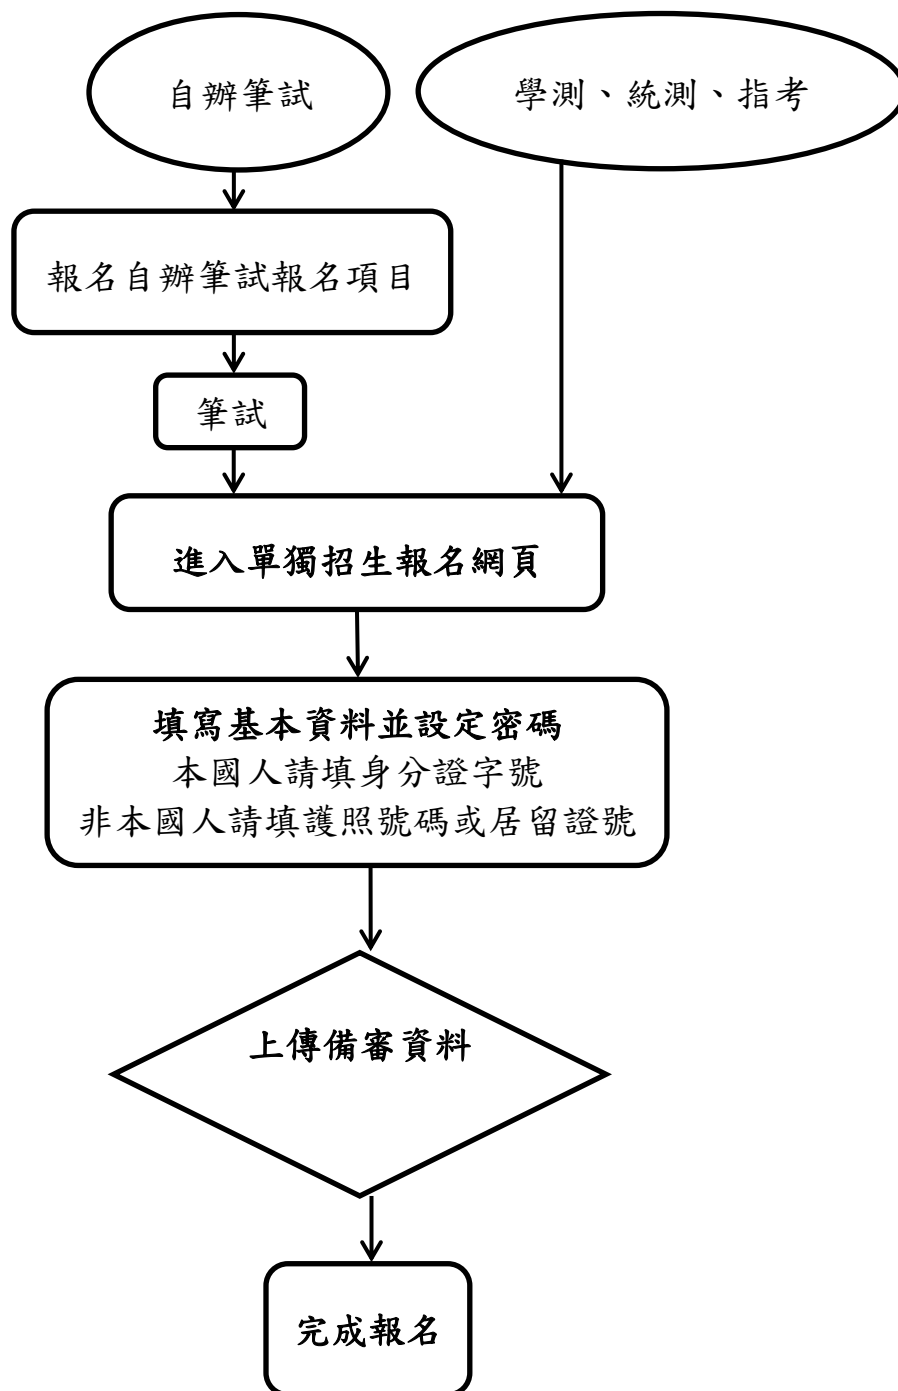 自辦筆試
學測、統測、指考
報名自辦筆試報名項目
筆試
進入單獨招生報名網頁
填寫基本資料並設定密碼
本國人請填身分證字號
非本國人請填護照號碼或居留證號
上傳備審資料
完成報名